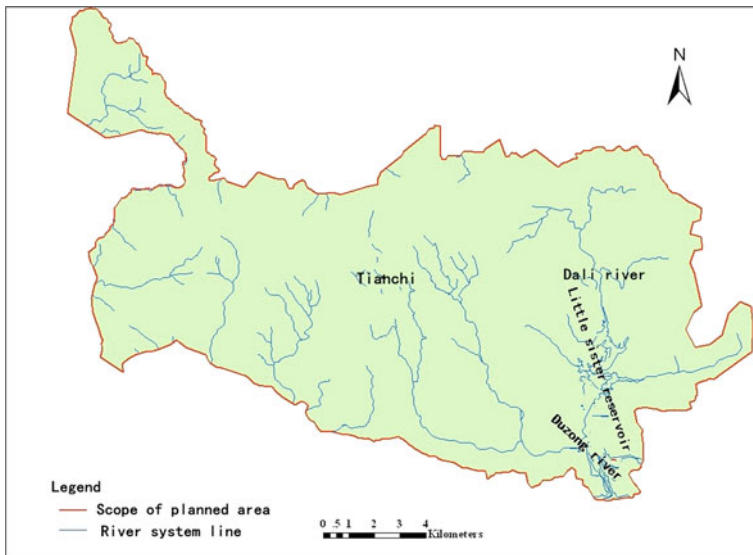 N
Tianchi
Dali river
Little sister reservoir
Duzong river
Legend
Scope of planned area
River system line
0 .5 1 2 3 4
Kilometers